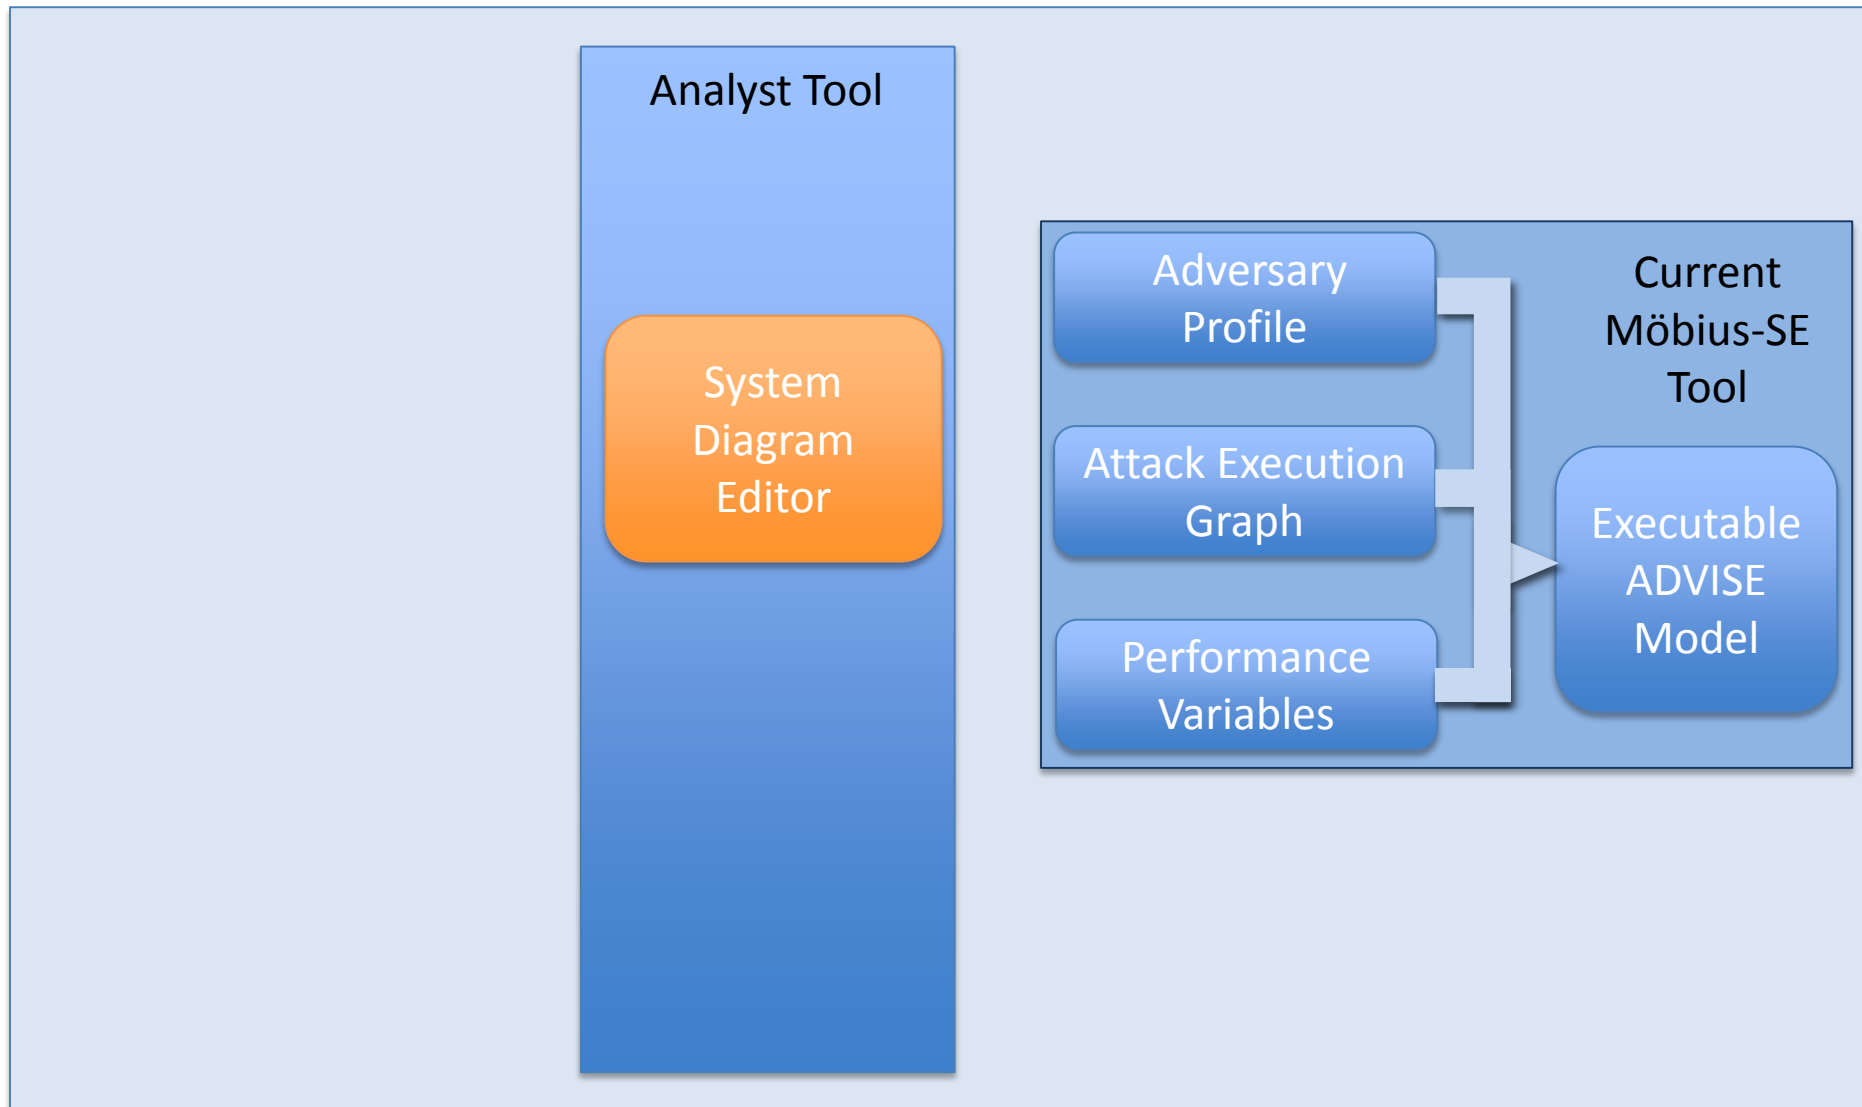 Analyst Tool
System
Diagram
Editor
Adversary
Profile
Attack Execution
Graph
Performance
Variables
Current
Möbius-SE
Tool
Executable
ADVISE
Model